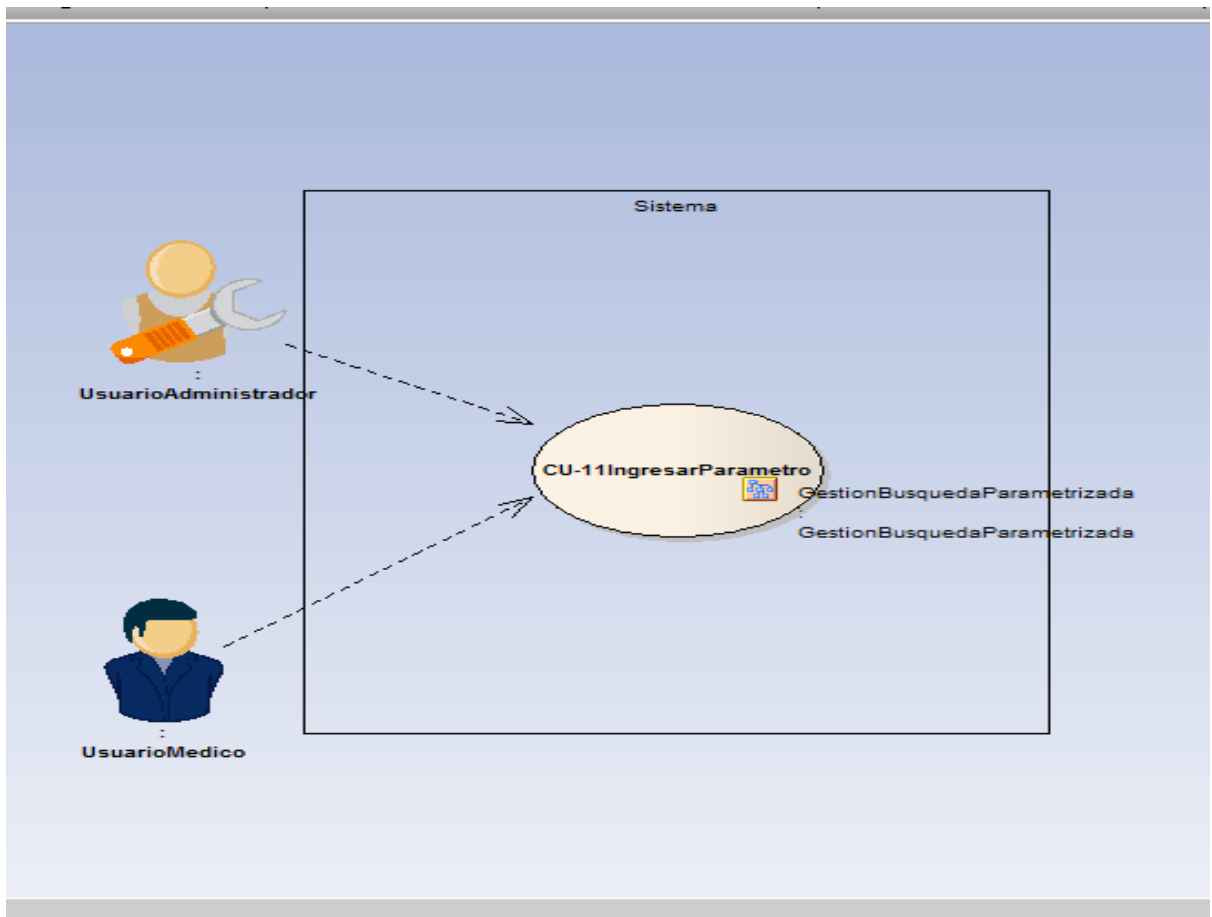 Sistema
:
UsuarioAdministrador
CU-11IngresarParametro
GestionBusquedaParametrizada
:
GestionBusquedaParametrizada
:
UsuarioMedico